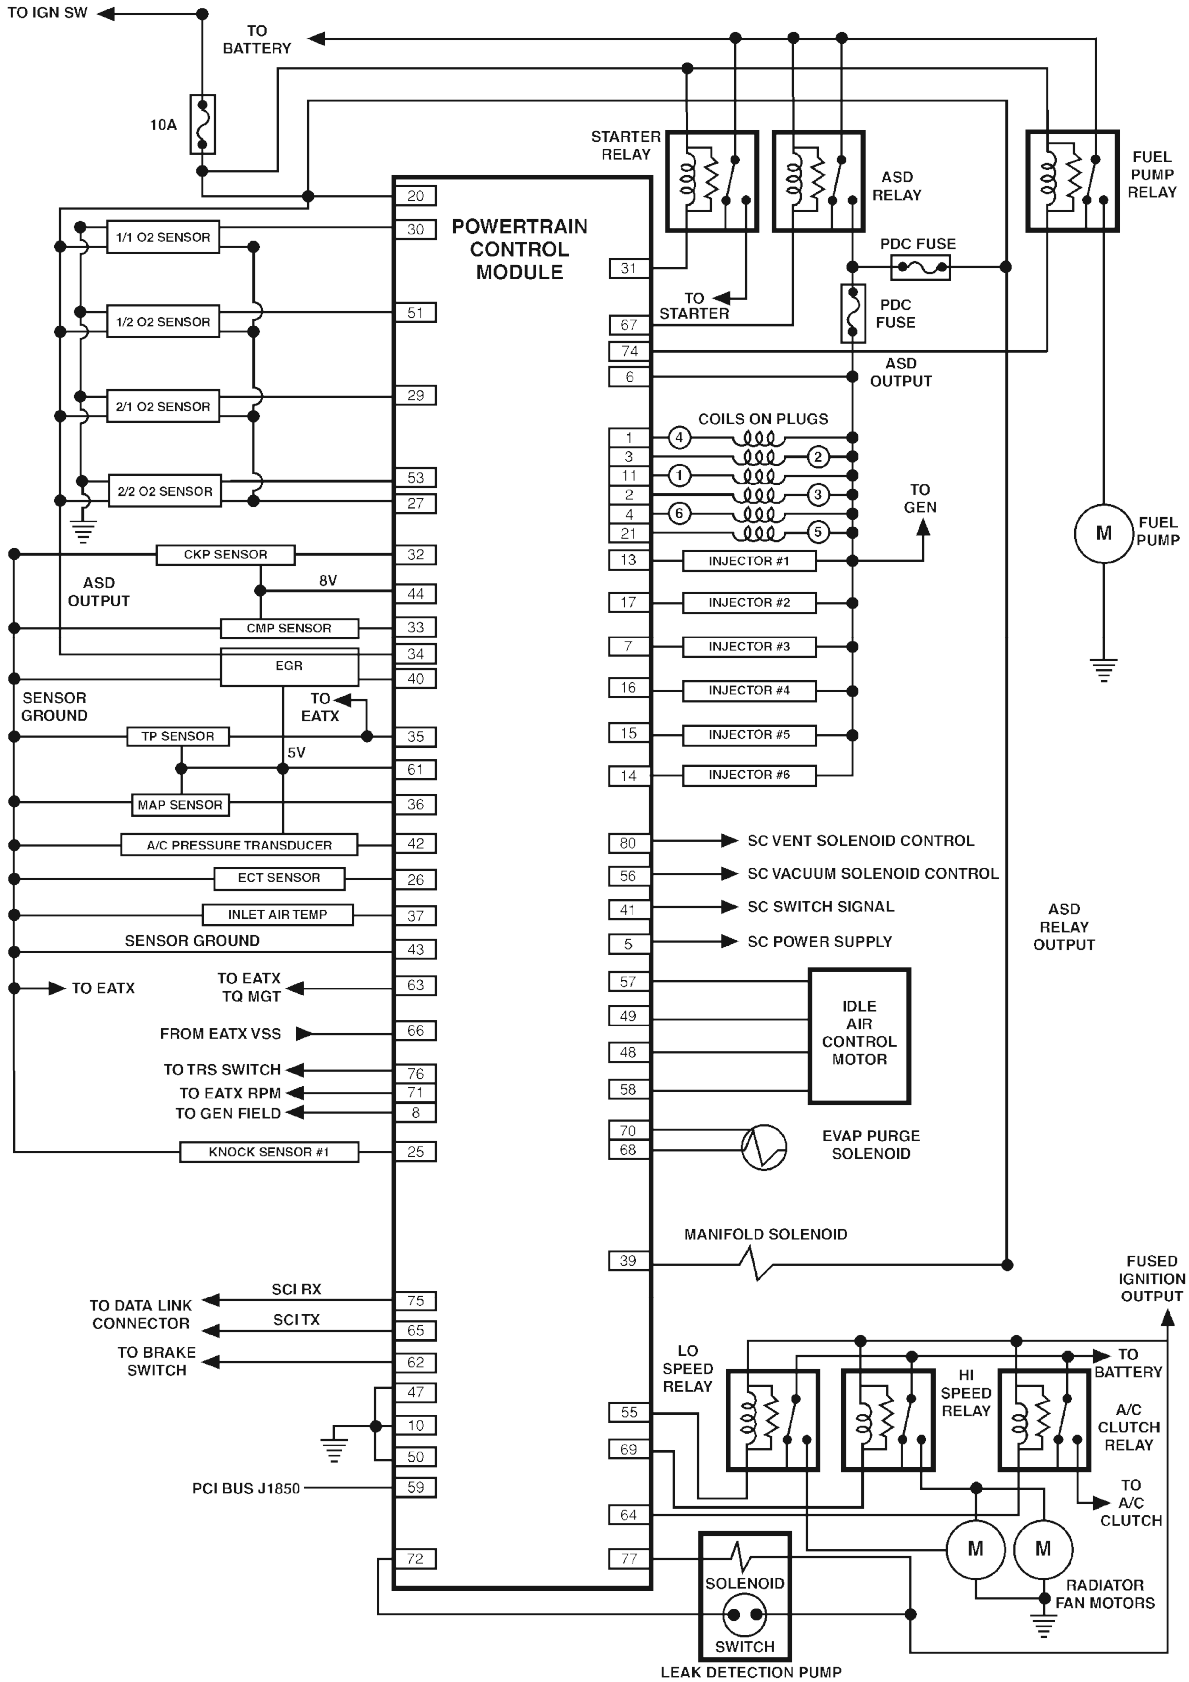 TO IGN SW
TO
BATTERY
10A
STARTER
RELAY
ASD
RELAY
FUEL
PUMP
RELAY
POWERTRAIN
CONTROL
MODULE
20
30
51
29
53
27
32
44
33
34
40
35
61
36
42
26
37
43
63
66
76
71
8
25
75
65
62
47
10
50
59
72
1/1 O2 SENSOR
1/2 O2 SENSOR
2/1 O2 SENSOR
2/2 O2 SENSOR
CKP SENSOR
ASD
OUTPUT
8V
CMP SENSOR
EGR
SENSOR
GROUND
TO
EATX
TP SENSOR
5V
MAP SENSOR
A/C PRESSURE TRANSDUCER
ECT SENSOR
INLET AIR TEMP
SENSOR GROUND
TO EATX
TO EATX
TQ MGT
FROM EATX VSS
TO TRS SWITCH
TO EATX RPM
TO GEN FIELD
KNOCK SENSOR #1
SCI RX
TO DATA LINK
CONNECTOR
SCI TX
TO BRAKE
SWITCH
PCI BUS J1850
31
67
74
6
1
3
11
2
4
21
13
17
7
16
15
14
80
56
41
5
57
49
48
58
70
68
39
55
69
64
77
TO
STARTER
PDC FUSE
PDC
FUSE
ASD
OUTPUT
COILS ON PLUGS
4
2
1
3
6
5
TO
GEN
M
FUEL
PUMP
INJECTOR #1
INJECTOR #2
INJECTOR #3
INJECTOR #4
INJECTOR #5
INJECTOR #6
SC VENT SOLENOID CONTROL
SC VACUUM SOLENOID CONTROL
SC SWITCH SIGNAL
SC POWER SUPPLY
ASD
RELAY
OUTPUT
IDLE
AIR
CONTROL
MOTOR
EVAP PURGE
SOLENOID
MANIFOLD SOLENOID
FUSED
IGNITION
OUTPUT
LO
SPEED
RELAY
HI
SPEED
RELAY
TO
BATTERY
A/C
CLUTCH
RELAY
TO
A/C
CLUTCH
M
M
RADIATOR
FAN MOTORS
SOLENOID
SWITCH
LEAK DETECTION PUMP